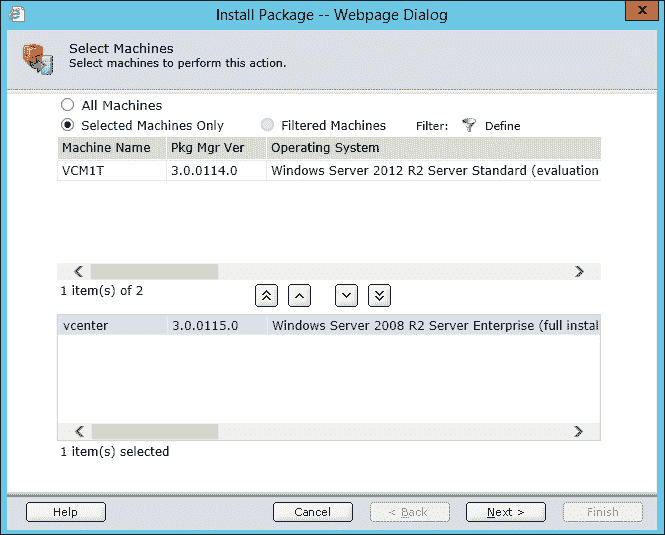 Install Package -- Webpage Dialog
x
Select Machines
Select machines to perform this action.
All Machines
Selected Machines Only Filtered Machines Filter: Define
Machine Name Pkg Mgr Ver Operating System
VCM1T 3.0.0114.0 Windows Server 2012 R2 Server Standard (evaluation
1 item(s) of 2
vcenter 3.0.0115.0 Windows Server 2008 R2 Server Enterprise (full instal
1 item(s) selected
Help Cancel < Back Next > Finish